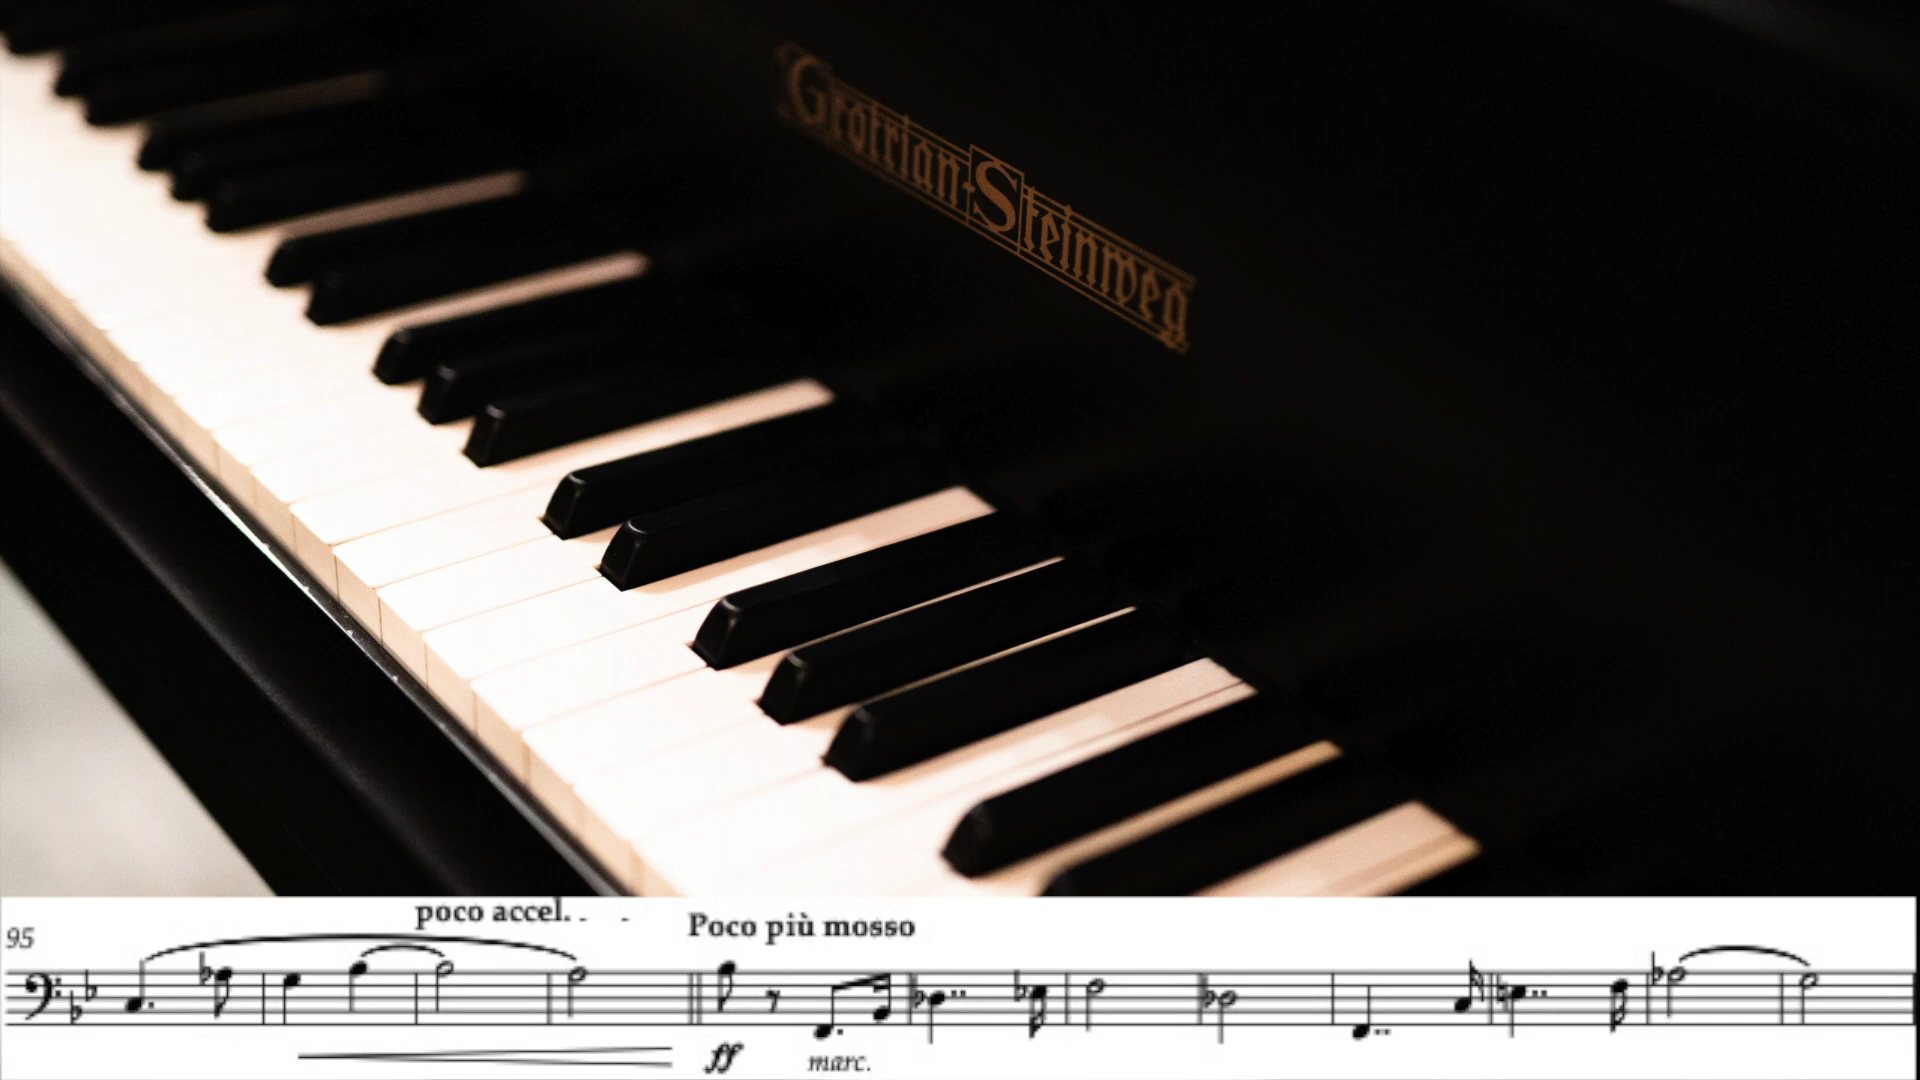 Grotrian-Steinweg
poco accel. . .
95
Poco più mosso
ff
marc.